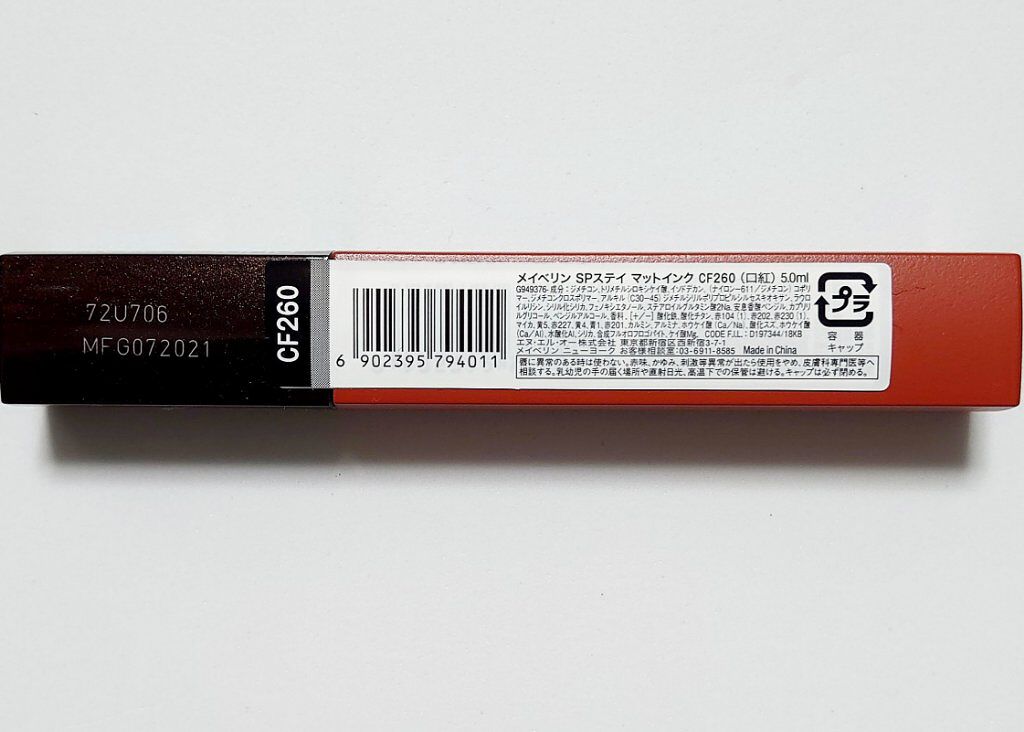 72U706
MFG072021
CF260
6 902395 794011
メイベリン SPステイ マットインク CF260 (口紅) 5.0ml
G949376- 成分:ジメチコン,トリメチルシロキシケイ酸,イソドデカン,(ナイロン-611/ジメチコン) コポリ
マー,ジメチコンクロスポリマー,アルキル (C30-45) ジメチルシリルポリプロピルシルセスキオキサン,ラウロ
イルリシン,シリル化シリカ,フェノキシエタノール,ステアロイルグルタミン酸2Na,安息香酸ベンジル,カプリリ
ルグリコール,ベンジルアルコール,香料,[+/-] 酸化鉄,酸化チタン,赤104 (1),赤202,赤230 (1),
マイカ,黄5,赤227,黄4,青1,赤201,カルミン,アルミナ,ホウケイ酸 (Ca/Na),酸化スズ,ホウケイ酸
(Ca/Al),水酸化Al,シリカ,合成フルオロフロゴパイト,ケイ酸Mg, CODE F.I.L.:D197344/18KB
エヌ・エル・オー株式会社 東京都新宿区西新宿3-7-1
メイベリン ニューヨーク お客様相談室:03-6911-8585 Made in China
唇に異常のある時は使わない。赤味、かゆみ、刺激等異常が出たら使用をやめ、皮膚科専門医等へ
相談する。乳幼児の手の届く場所や直射日光、高温下での保管は避ける。キャップは必ず閉める。
プラ
容器
キャップ